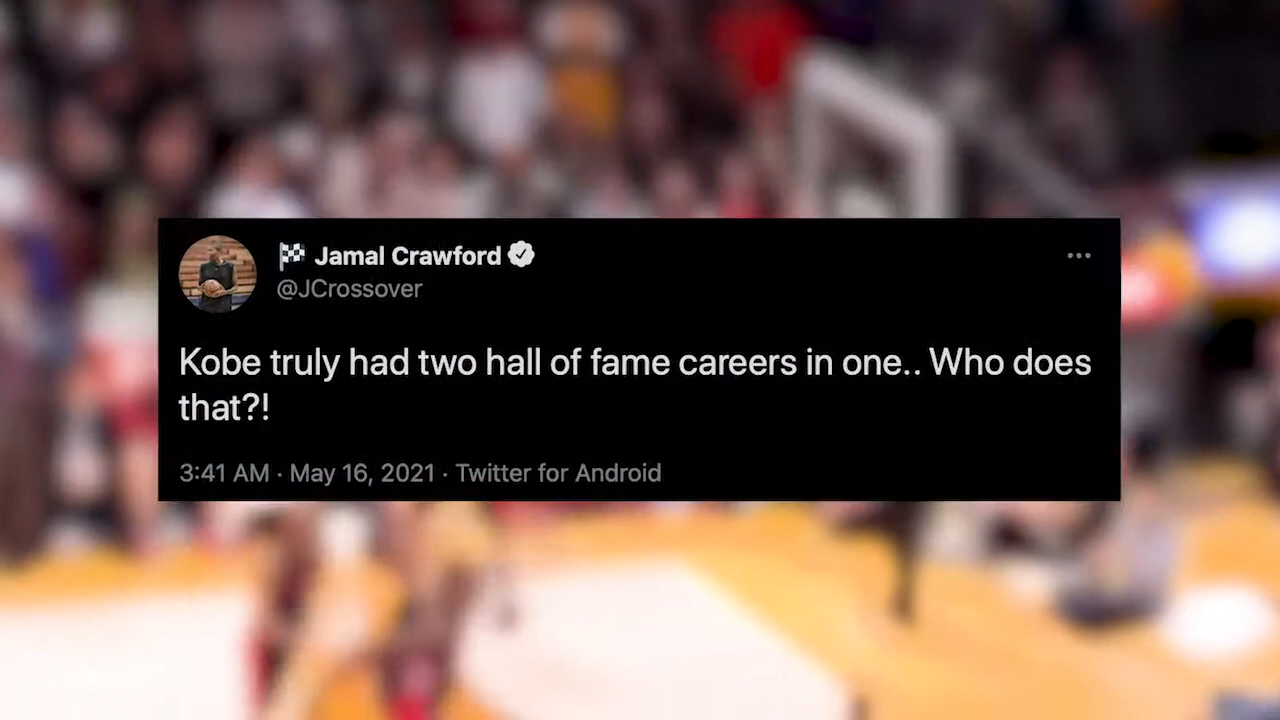 🏁 Jamal Crawford
@JCrossover
Kobe truly had two hall of fame careers in one.. Who does
that?!
3:41 AM · May 16, 2021 · Twitter for Android